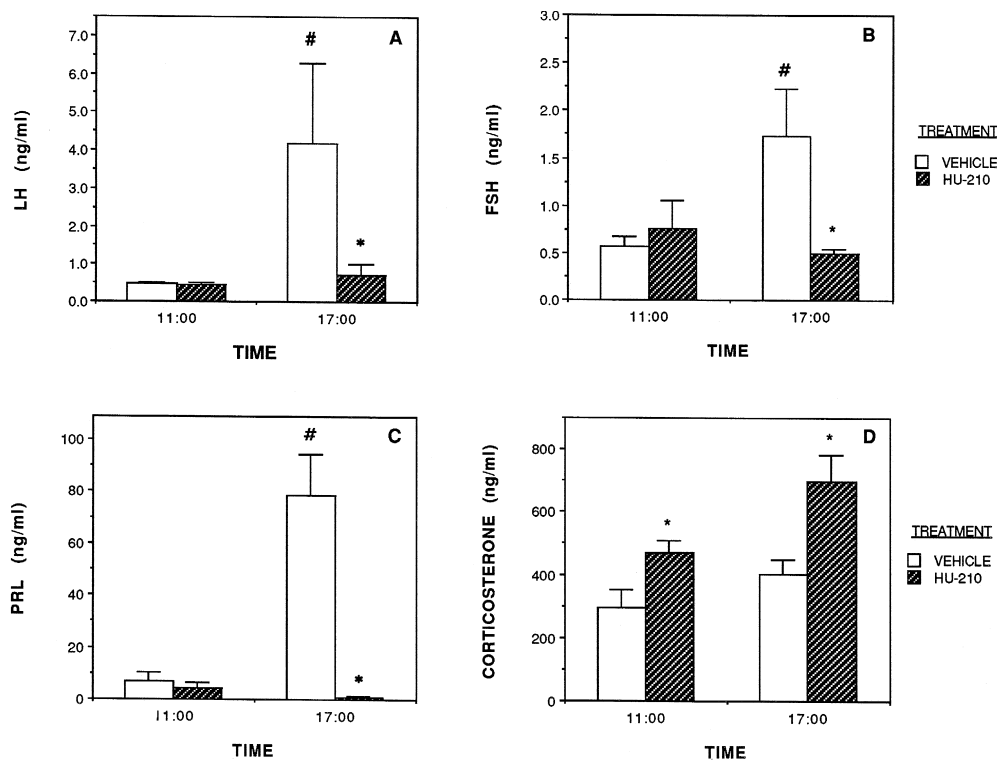 A
#
7.0
6.0
5.0
4.0
3.0
2.0
1.0
0.0
*
LH (ng/ml)
11:00 17:00
TIME
B
3.0
2.5
2.0
1.5
1.0
0.5
0.0
#
*
FSH (ng/ml)
11:00 17:00
TIME
TREATMENT
VEHICLE
HU-210
C
#
100
80
60
40
20
0
*
PRL (ng/ml)
11:00 17:00
TIME
D
*
*
800
600
400
200
0
CORTICOSTERONE (ng/ml)
11:00 17:00
TIME
TREATMENT
VEHICLE
HU-210